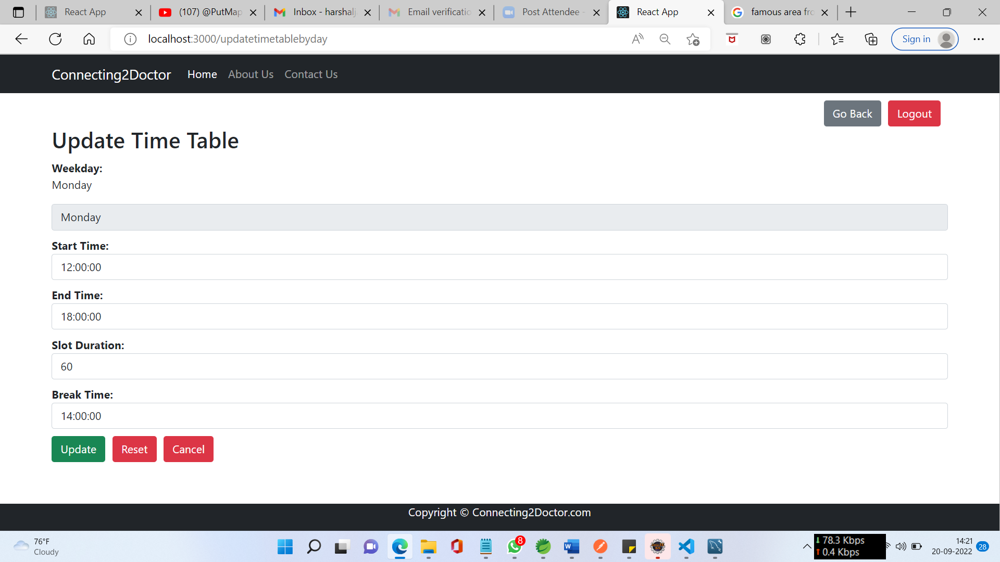 React App
(107) @PutMap
Inbox - harshalj
Email verificatio
Post Attendee -
React App
famous area fro
localhost:3000/updatetimetablebyday
Sign in
Connecting2Doctor Home About Us Contact Us
Go Back Logout
Update Time Table
Weekday:
Monday
Monday
Start Time:
12:00:00
End Time:
18:00:00
Slot Duration:
60
Break Time:
14:00:00
Update Reset Cancel
Copyright © Connecting2Doctor.com
76°F
Cloudy
8
↓ 78.3 Kbps
↑ 0.4 Kbps
14:21
20-09-2022
28